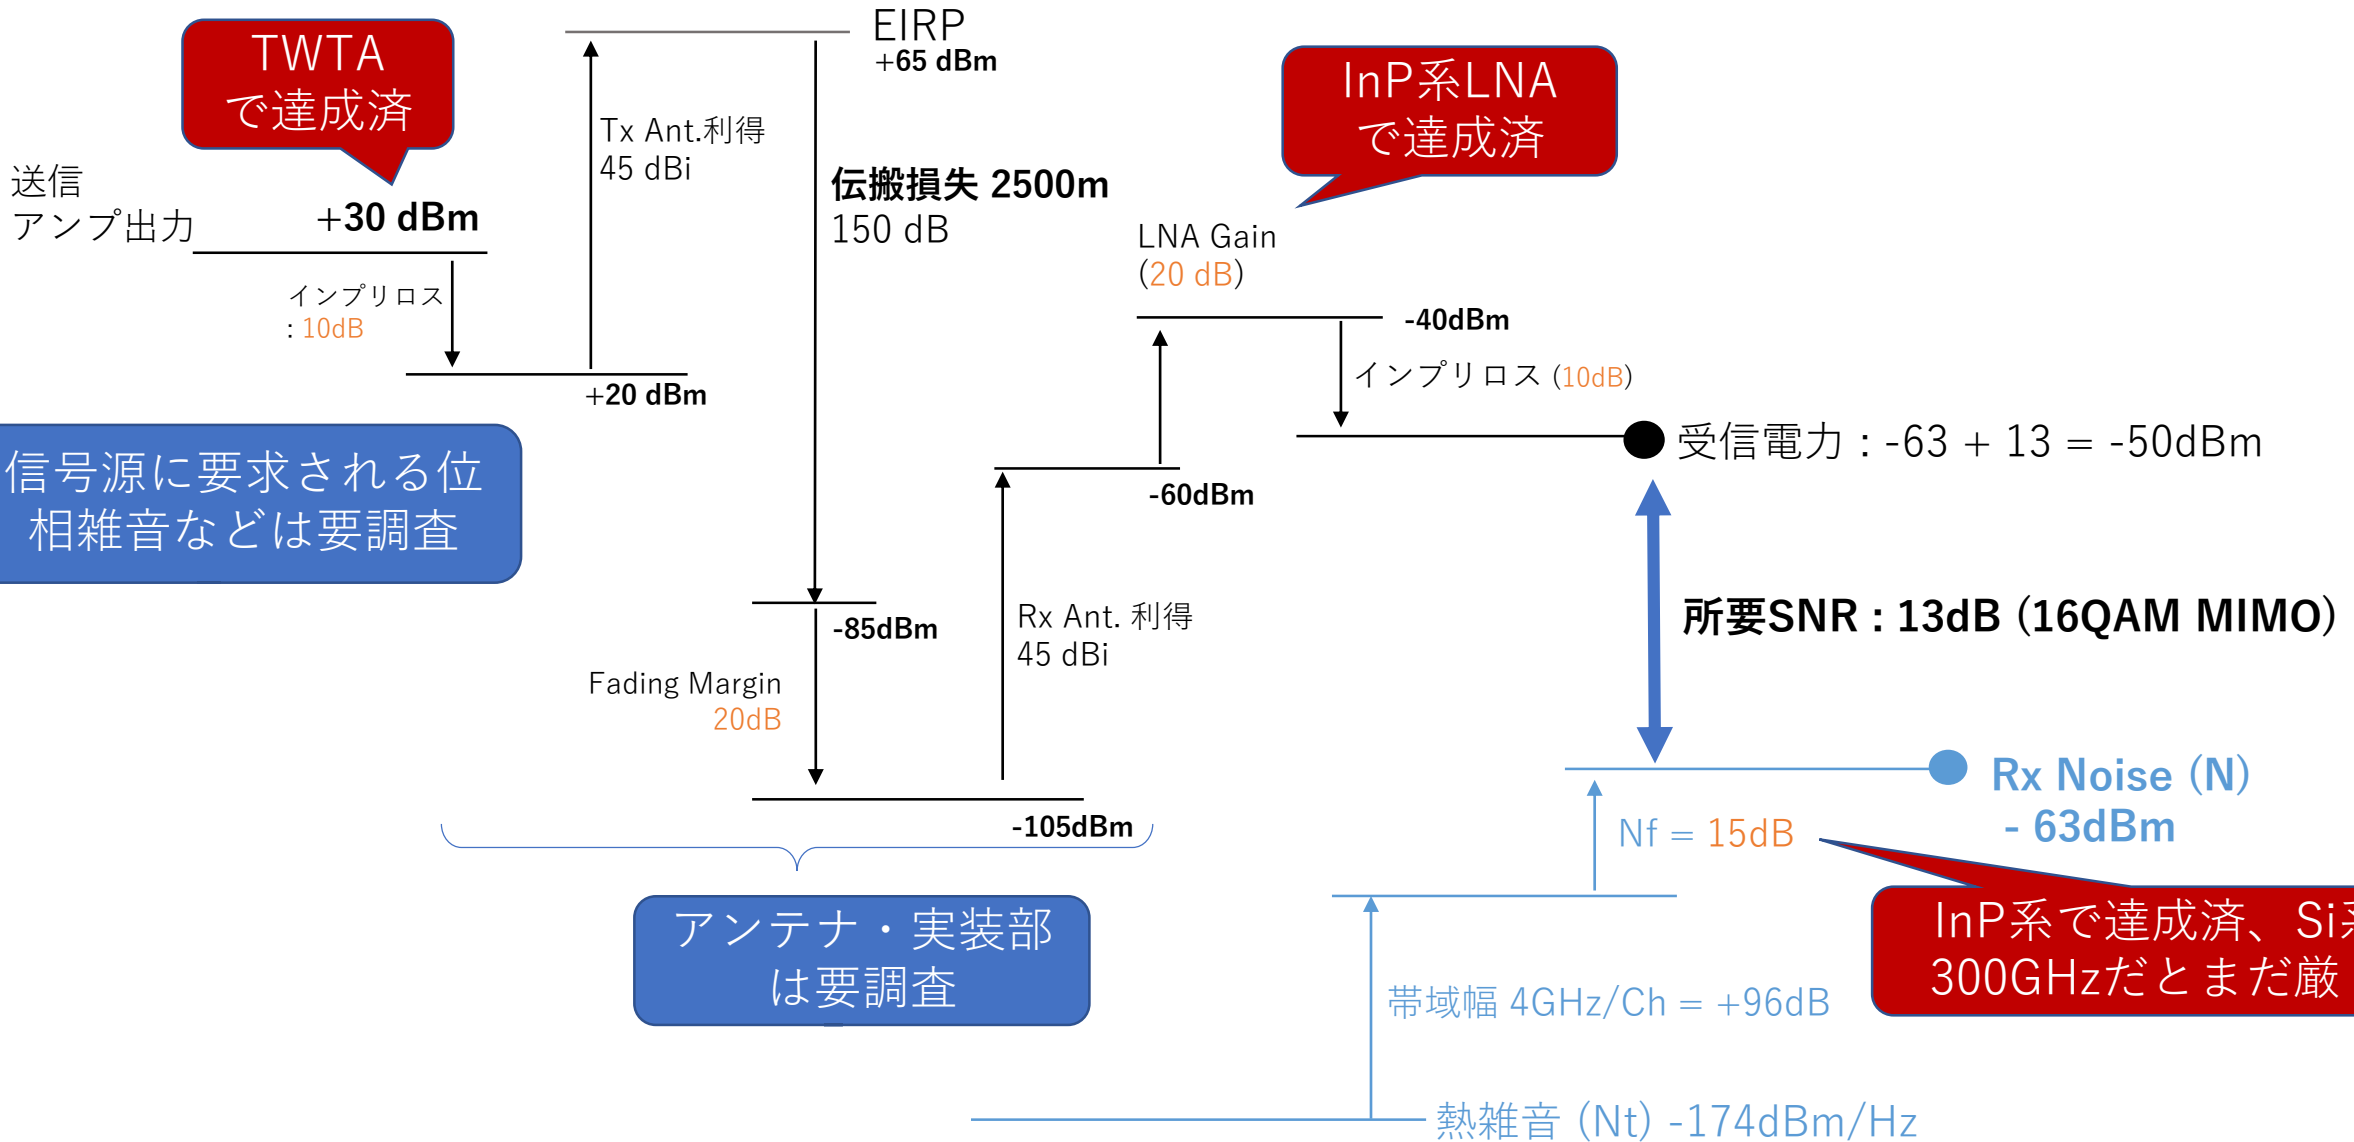 EIRP
+65 dBm
TWTA
で達成済
InP系LNA
で達成済
Tx Ant.利得
45 dBi
送信
アンプ出力
+30 dBm
伝搬損失 2500m
150 dB
LNA Gain
(20 dB)
インプリロス
: 10dB
-40dBm
インプリロス (10dB)
+20 dBm
受信電力 : -63 + 13 = -50dBm
信号源に要求される位
相雑音などは要調査
-60dBm
所要SNR : 13dB (16QAM MIMO)
-85dBm
Rx Ant. 利得
45 dBi
Fading Margin
20dB
Rx Noise (N)
- 63dBm
-105dBm
Nf = 15dB
アンテナ・実装部
は要調査
InP系で達成済、Si系
300GHzだとまだ厳
帯域幅 4GHz/Ch = +96dB
熱雑音 (Nt) -174dBm/Hz